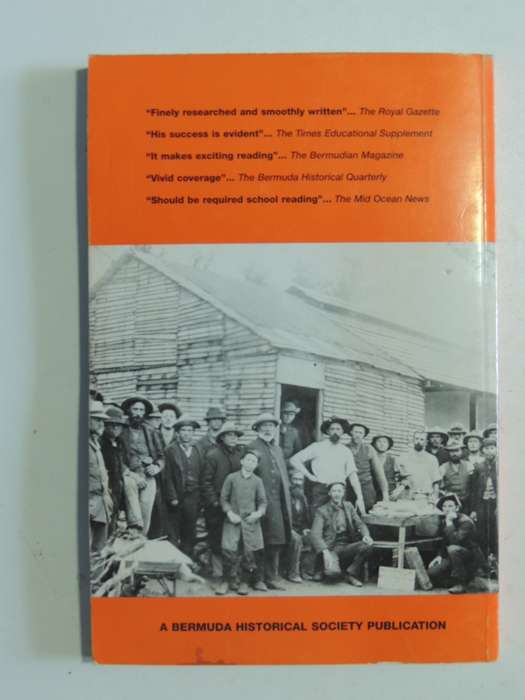 "Finely researched and smoothly written"... The Royal Gazette
"His success is evident"... The Times Educational Supplement
"It makes exciting reading"... The Bermudian Magazine
"Vivid coverage"... The Bermuda Historical Quarterly
"Should be required school reading"... The Mid Ocean News
A BERMUDA HISTORICAL SOCIETY PUBLICATION